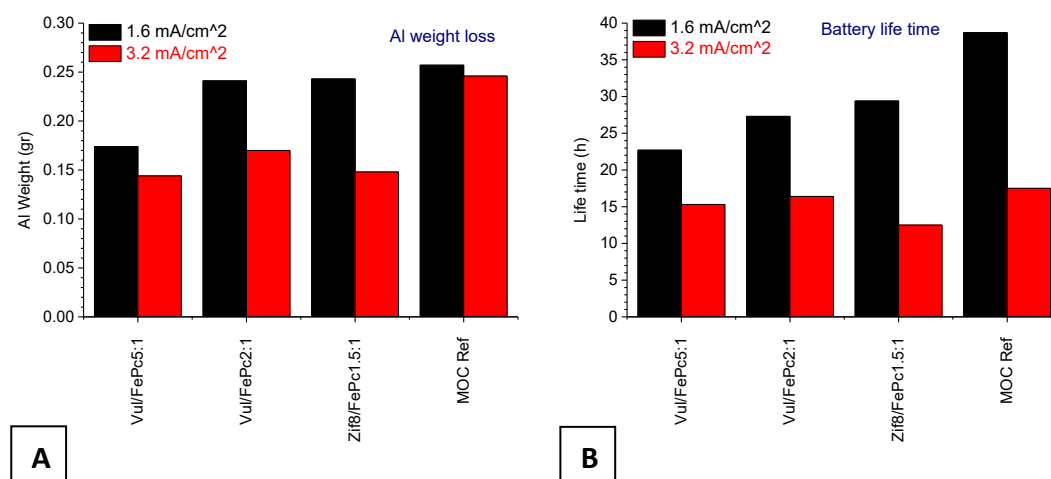 0.30
0.25
0.20
0.15
0.10
0.05
0.00
Al Weight (gr)
1.6 mA/cm^2
3.2 mA/cm^2
Al weight loss
Vul/FePc5:1
Vul/FePc2:1
Zif8/FePc1.5:1
MOC Ref
A
40
35
30
25
20
15
10
5
0
Life time (h)
1.6 mA/cm^2
3.2 mA/cm^2
Battery life time
Vul/FePc5:1
Vul/FePc2:1
Zif8/FePc1.5:1
MOC Ref
B